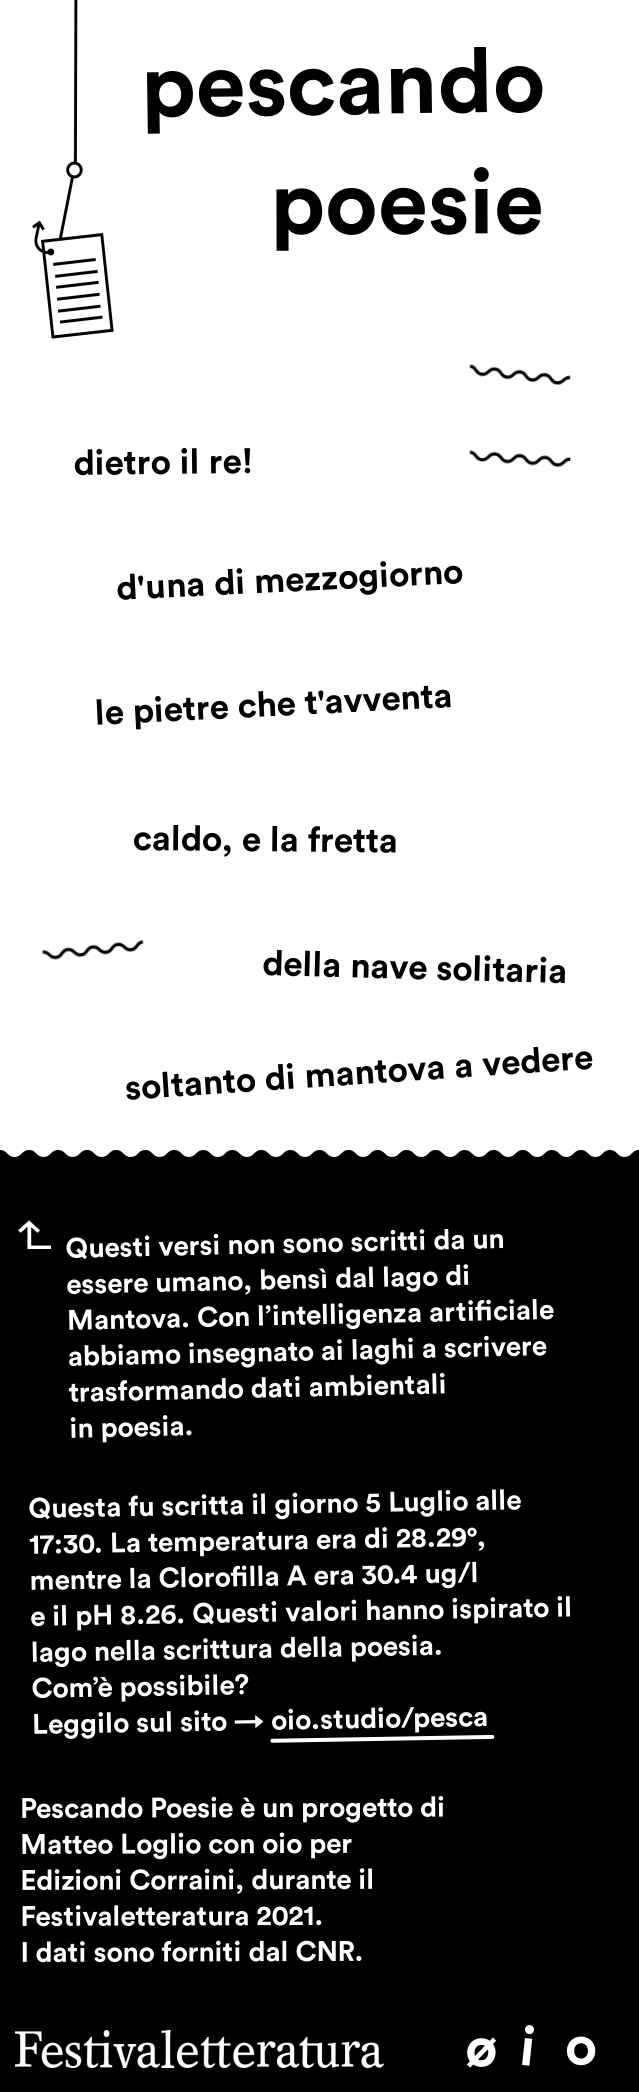 pescando
poesie
dietro il re!
d'una di mezzogiorno
le pietre che t'avventa
caldo, e la fretta
della nave solitaria
soltanto di mantova a vedere
Questi versi non sono scritti da un
essere umano, bensì dal lago di
Mantova. Con l’intelligenza artificiale
abbiamo insegnato ai laghi a scrivere
trasformando dati ambientali
in poesia.
Questa fu scritta il giorno 5 Luglio alle
17:30. La temperatura era di 28.29°,
mentre la Clorofilla A era 30.4 ug/l
e il pH 8.26. Questi valori hanno ispirato il
lago nella scrittura della poesia.
Com’è possibile?
Leggilo sul sito → oio.studio/pesca
Pescando Poesie è un progetto di
Matteo Loglio con oio per
Edizioni Corraini, durante il
Festivaletteratura 2021.
I dati sono forniti dal CNR.
Festivaletteratura øio